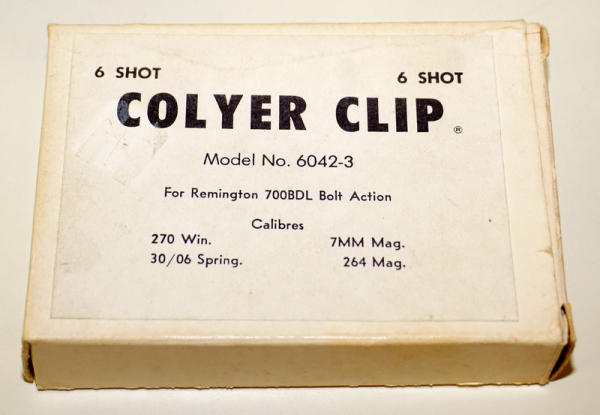 6 SHOT 6 SHOT
COLYER CLIP ®
Model No. 6042-3
For Remington 700BDL Bolt Action
Calibres
270 Win. 7MM Mag.
30/06 Spring. 264 Mag.